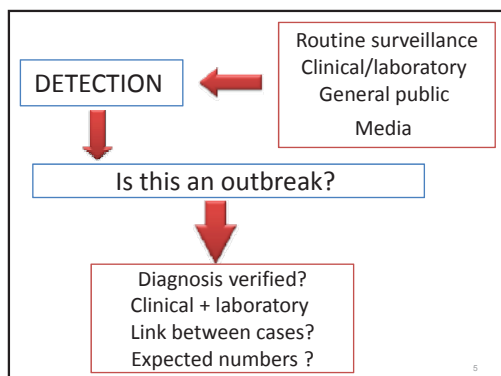 Routine surveillance
Clinical/laboratory
General public
Media
DETECTION
Is this an outbreak?
Diagnosis verified?
Clinical + laboratory
Link between cases?
Expected numbers ?
5